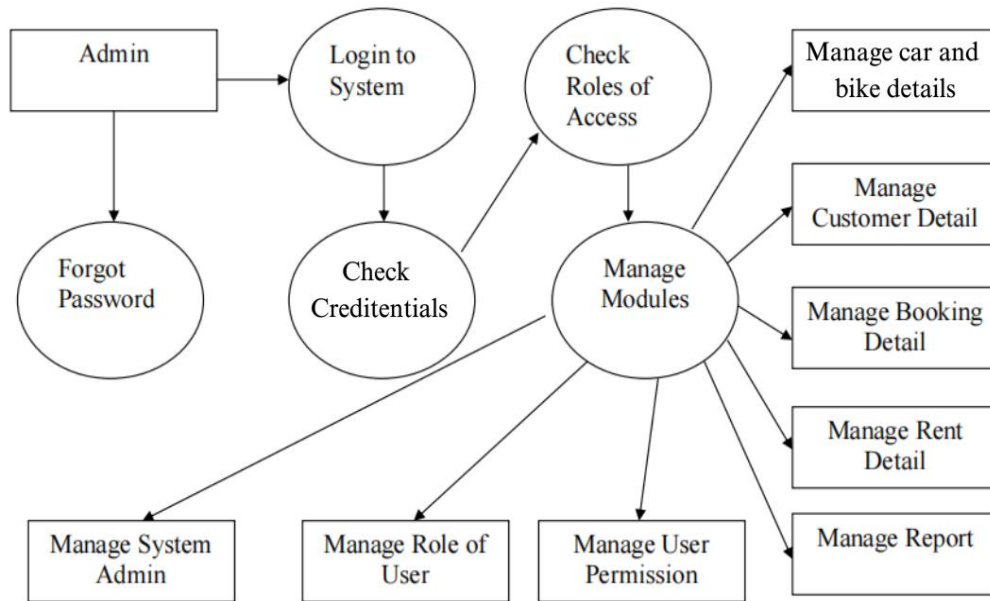 Admin
Login to
System
Check
Roles of
Access
Manage car and
bike details
Manage
Customer Detail
Forgot
Password
Check
Creditentials
Manage
Modules
Manage Booking
Detail
Manage Rent
Detail
Manage System
Admin
Manage Role of
User
Manage User
Permission
Manage Report